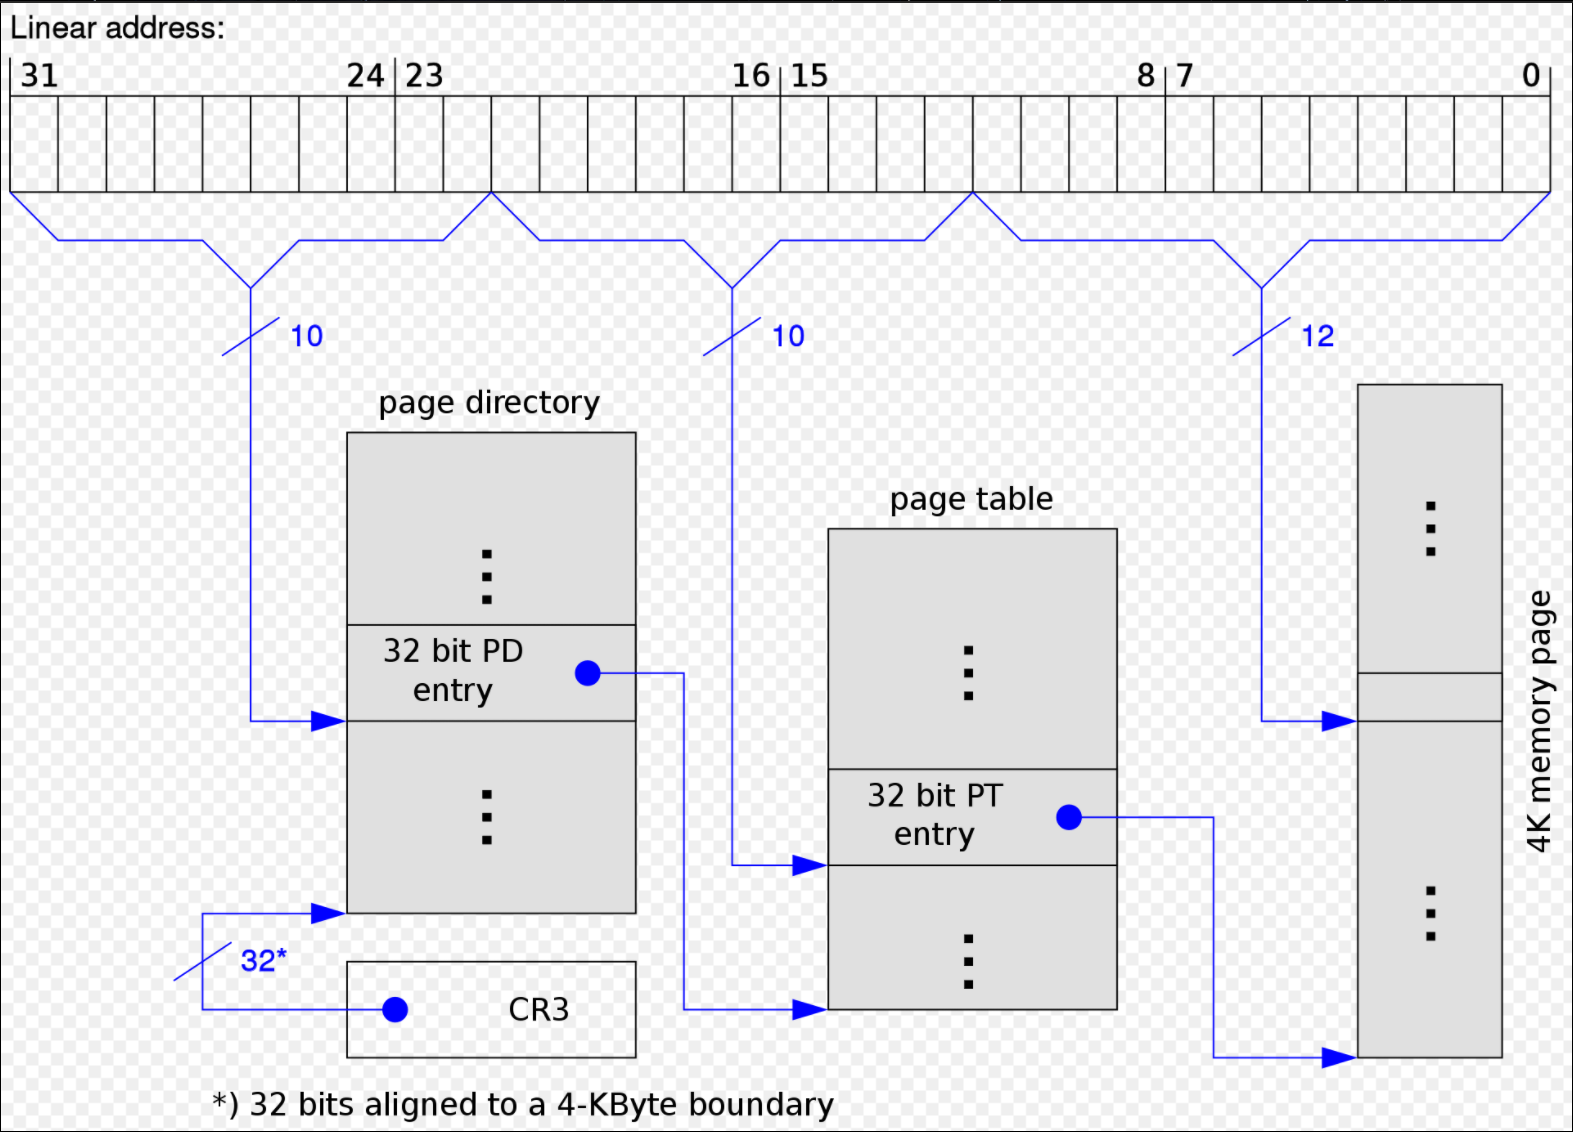 Linear address:
31 24 23 16 15 8 7 0
10 10 12
page directory
page table
32 bit PD
entry
32 bit PT
entry
4K memory page
32*
CR3
*) 32 bits aligned to a 4-KByte boundary